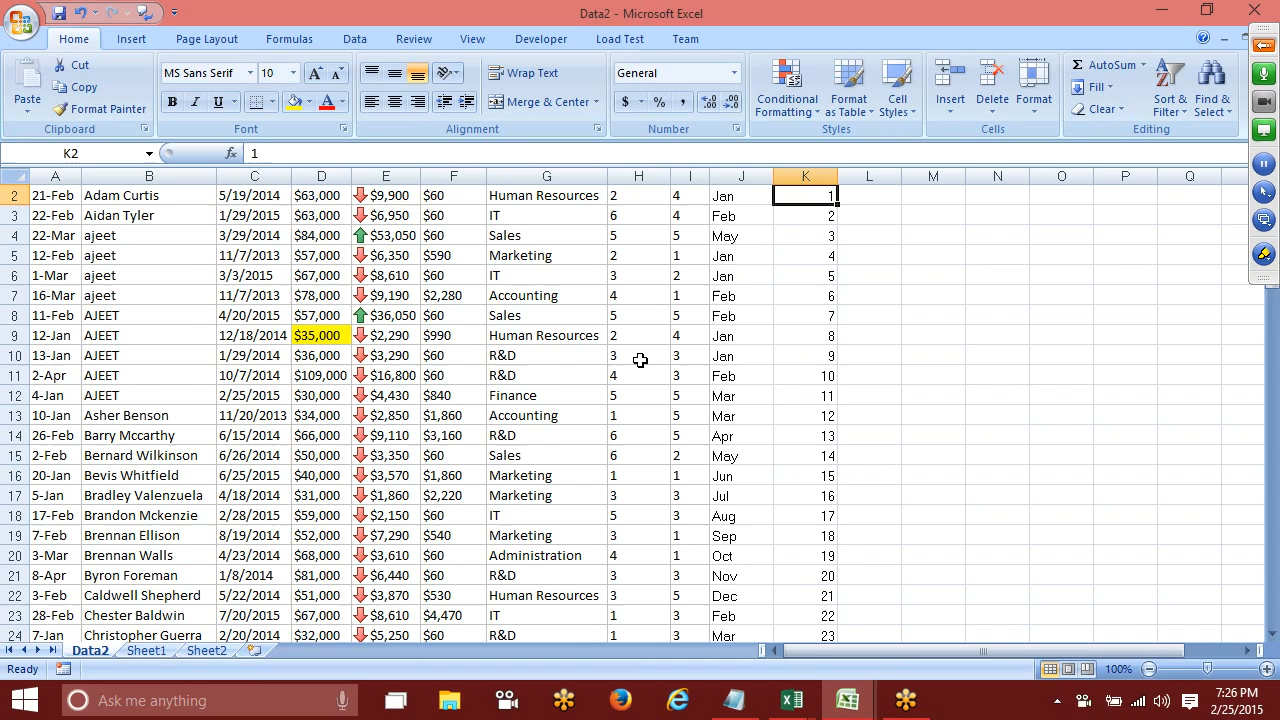 Data2 - Microsoft Excel
Home Insert Page Layout Formulas Data Review View Developer Load Test Team
Paste Cut Copy Format Painter Clipboard
MS Sans Serif 10 B I U A Font
Wrap Text Merge & Center Alignment
General $ % , Number
Conditional Formatting Format as Table Cell Styles Styles
Insert Delete Format Cells
AutoSum Fill Clear Sort & Filter Find & Select Editing
K2 fx 1
A B C D E F G H I J K L M N O P Q
2 21-Feb Adam Curtis 5/19/2014 $63,000 $9,900 $60 Human Resources 2 4 Jan 1
3 22-Feb Aidan Tyler 1/29/2015 $63,000 $6,950 $60 IT 6 4 Feb 2
4 22-Mar ajeet 3/29/2014 $84,000 $53,050 $60 Sales 5 5 May 3
5 12-Feb ajeet 11/7/2013 $57,000 $6,350 $590 Marketing 2 1 Jan 4
6 1-Mar ajeet 3/3/2015 $67,000 $8,610 $60 IT 3 2 Jan 5
7 16-Mar ajeet 11/7/2013 $78,000 $9,190 $2,280 Accounting 4 1 Feb 6
8 11-Feb AJEET 4/20/2015 $57,000 $36,050 $60 Sales 5 5 Feb 7
9 12-Jan AJEET 12/18/2014 $35,000 $2,290 $990 Human Resources 2 4 Jan 8
10 13-Jan AJEET 1/29/2014 $36,000 $3,290 $60 R&D 3 3 Jan 9
11 2-Apr AJEET 10/7/2014 $109,000 $16,800 $60 R&D 4 3 Feb 10
12 4-Jan AJEET 2/25/2015 $30,000 $4,430 $840 Finance 5 5 Mar 11
13 10-Jan Asher Benson 11/20/2013 $34,000 $2,850 $1,860 Accounting 1 5 Mar 12
14 26-Feb Barry Mccarthy 6/15/2014 $66,000 $9,110 $3,160 R&D 6 5 Apr 13
15 2-Feb Bernard Wilkinson 6/26/2014 $50,000 $3,350 $60 Sales 6 2 May 14
16 20-Jan Bevis Whitfield 6/25/2015 $40,000 $3,570 $1,860 Marketing 1 1 Jun 15
17 5-Jan Bradley Valenzuela 4/18/2014 $31,000 $1,860 $2,220 Marketing 3 3 Jul 16
18 17-Feb Brandon Mckenzie 2/28/2015 $59,000 $2,150 $60 IT 5 3 Aug 17
19 7-Feb Brennan Ellison 8/19/2014 $52,000 $7,290 $540 Marketing 3 1 Sep 18
20 3-Mar Brennan Walls 4/23/2014 $68,000 $3,610 $60 Administration 4 1 Oct 19
21 8-Apr Byron Foreman 1/8/2014 $81,000 $6,440 $60 R&D 3 3 Nov 20
22 3-Feb Caldwell Shepherd 5/22/2014 $51,000 $3,870 $530 Human Resources 3 5 Dec 21
23 28-Feb Chester Baldwin 7/20/2015 $67,000 $8,610 $4,470 IT 1 3 Feb 22
24 7-Jan Christopher Guerra 2/20/2014 $32,000 $5,250 $60 R&D 1 3 Mar 23
Data2 Sheet1 Sheet2
Ready 100%
Ask me anything
7:26 PM
2/25/2015